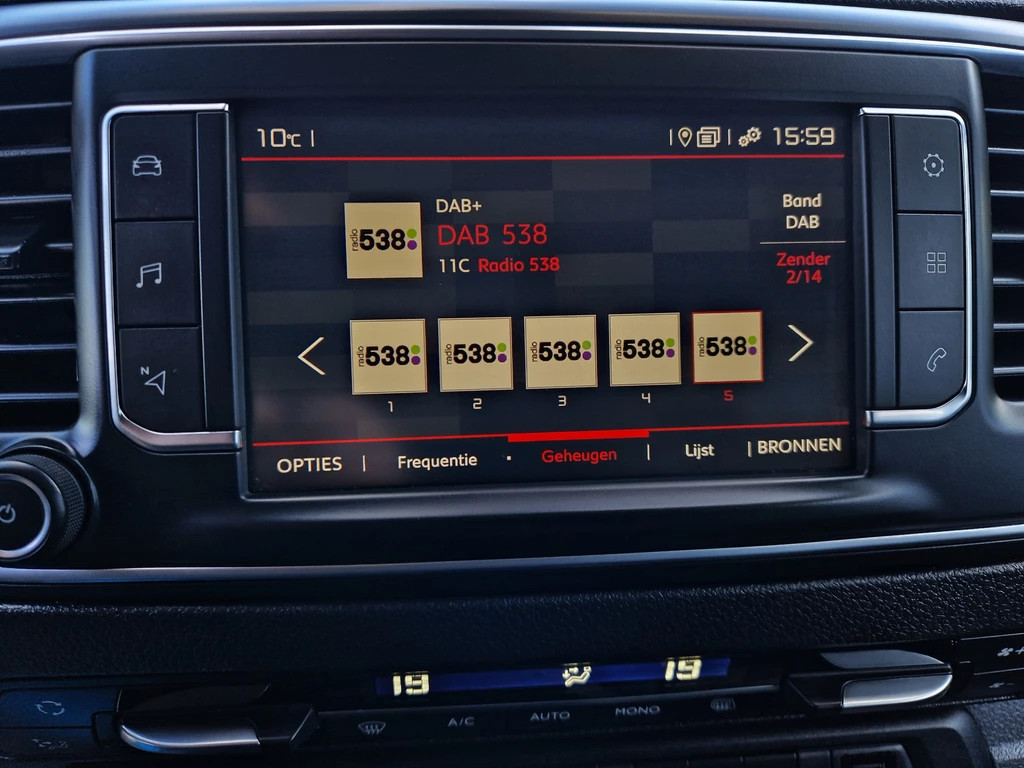 10°C
15:59
DAB+
DAB 538
11C Radio 538
radio 538
Band
DAB
Zender
2/14
radio 538
radio 538
radio 538
radio 538
radio 538
1 2 3 4 5
OPTIES Frequentie Geheugen Lijst BRONNEN
N
19 19
A/C AUTO MONO